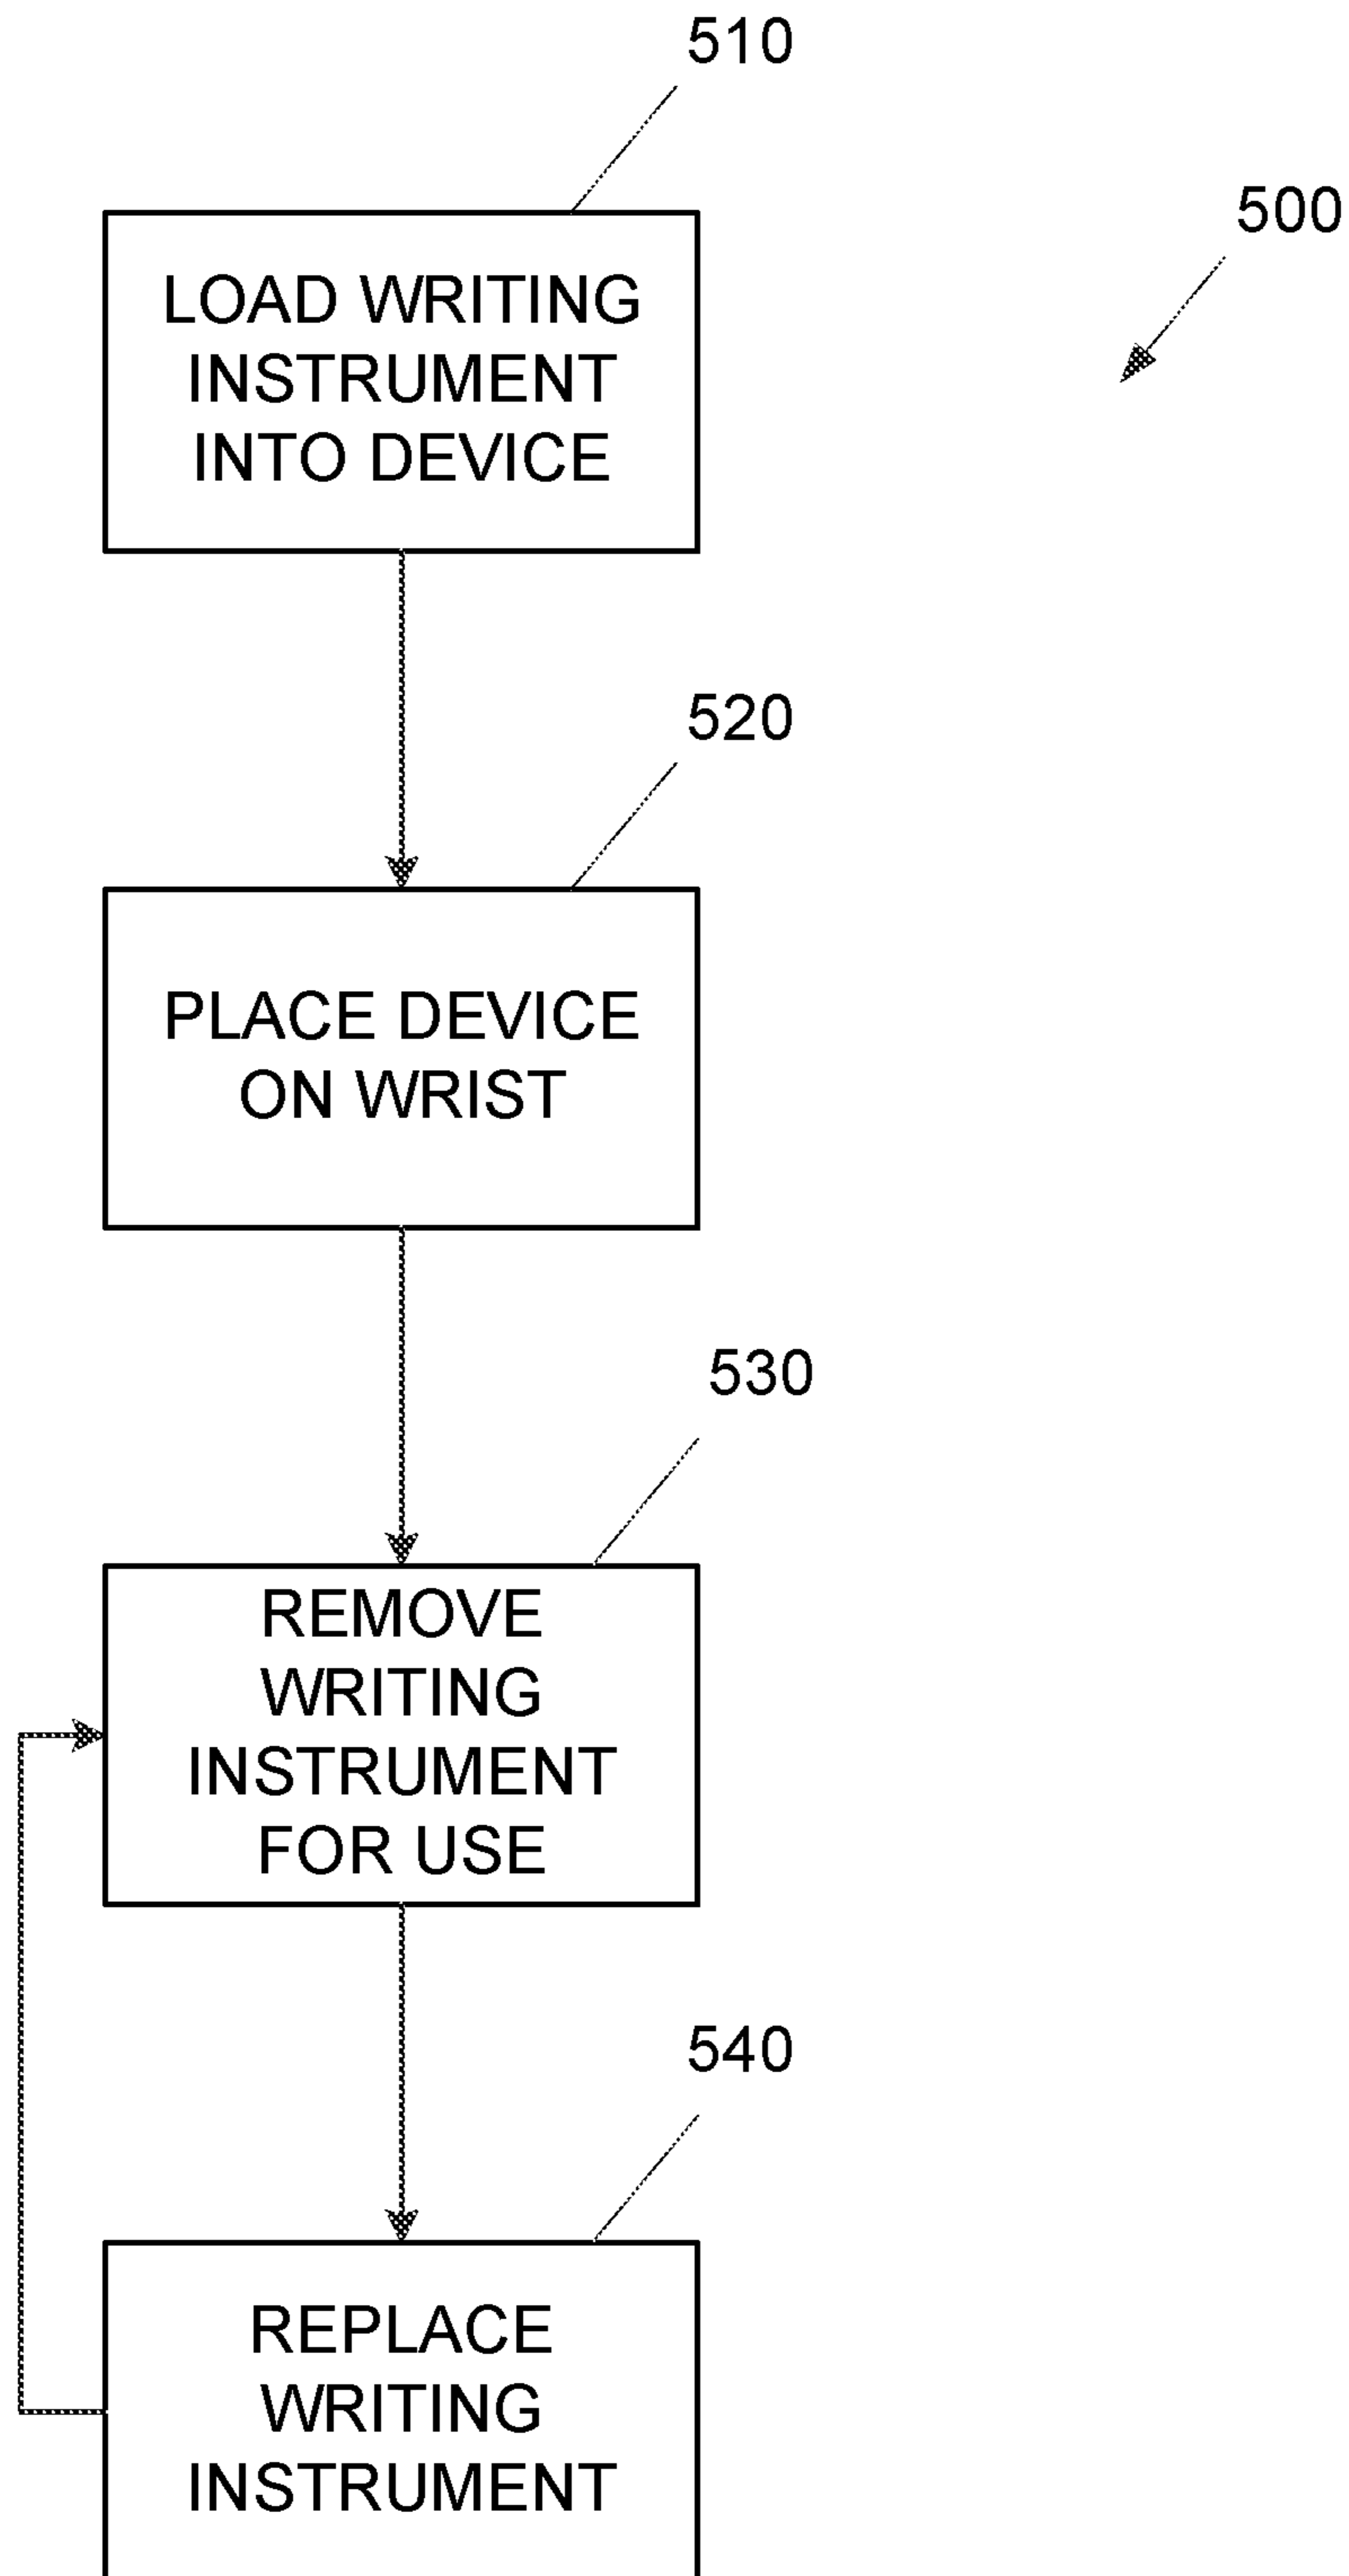 510
500
LOAD WRITING
INSTRUMENT
INTO DEVICE
520
PLACE DEVICE
ON WRIST
530
REMOVE
WRITING
INSTRUMENT
FOR USE
540
REPLACE
WRITING
INSTRUMENT